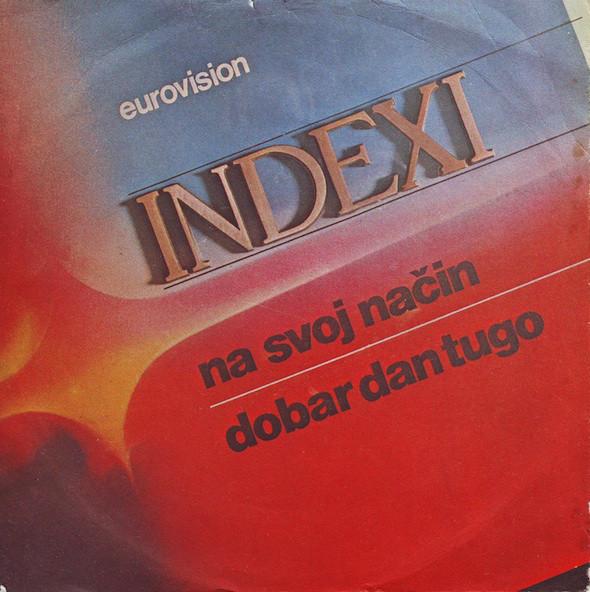 eurovision
INDEXI
na svoj način
dobar dan tugo